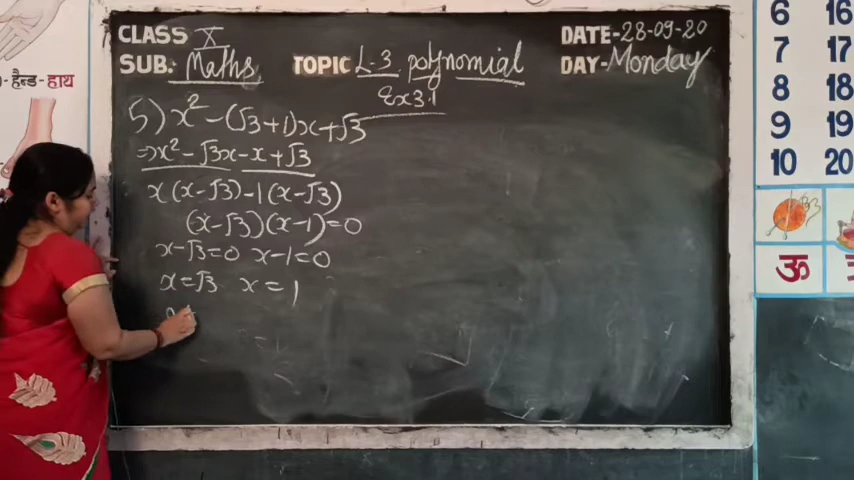 CLASS X
SUB:- Maths
TOPIC L-3 polynomial
Ex 3.1
DATE-28-09-20
DAY-Monday
5) x² - (√3+1)x+√3
⇒ x² - √3x - x + √3
x(x-√3)-1(x-√3)
(x-√3)(x-1)=0
x-√3=0 x-1=0
x=√3 x=1
हैन्ड-हाथ
6 16
7 17
8 18
9 19
10 20
ऊ